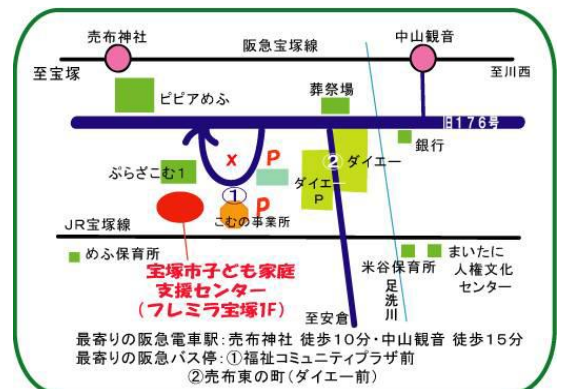 売布神社
阪急宝塚線
中山観音
至宝塚
至川西
ピピアめふ
葬祭場
旧176号
銀行
ぷらざこむ1
x
P
② ダイエー
ダイエー
P
①
P
こむの事業所
JR宝塚線
めふ保育所
宝塚市子ども家庭
支援センター
(フレミラ宝塚1F)
米谷保育所
まいたに
人権文化
センター
足洗川
至安倉
最寄りの阪急電車駅:売布神社 徒歩10分・中山観音 徒歩15分
最寄りの阪急バス停:①福祉コミュニティプラザ前
②売布東の町(ダイエー前)